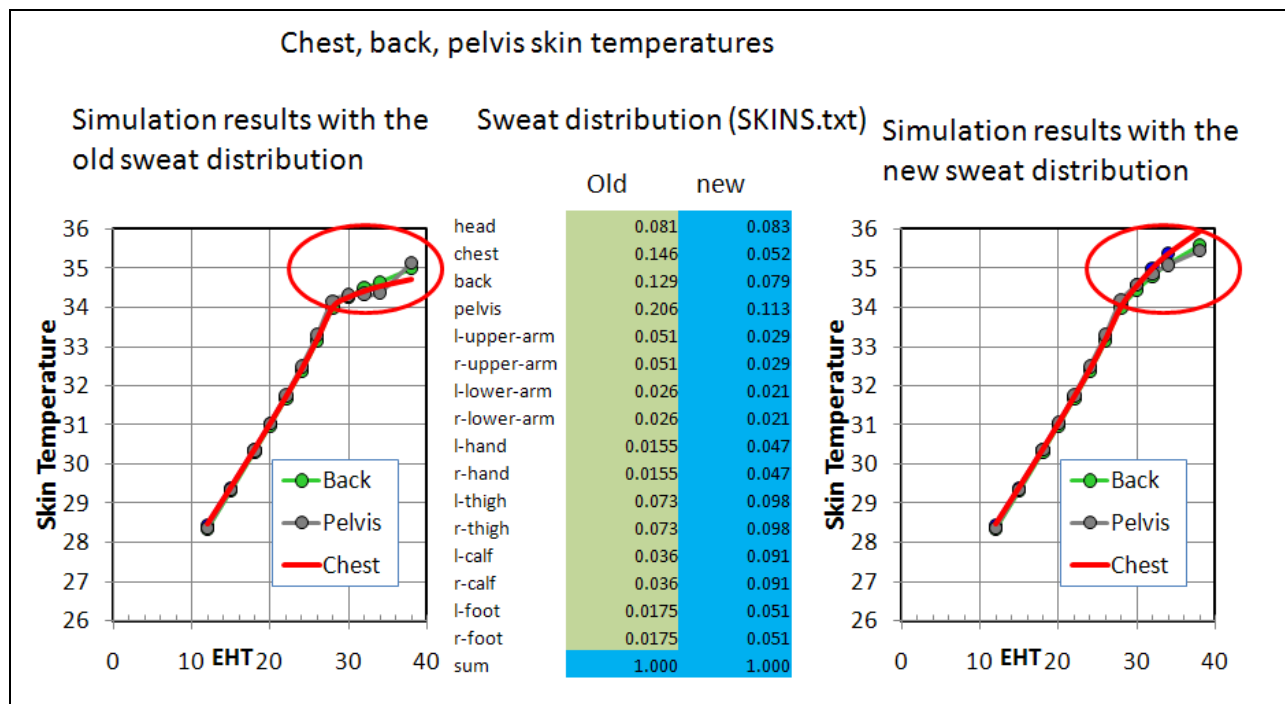 Chest, back, pelvis skin temperatures
Simulation results with the
old sweat distribution
36
35
34
33
32
31
30
29
28
27
26
0
10
20
30
40
Skin Temperature
EHT
Back
Pelvis
Chest
Sweat distribution (SKINS.txt)
Old new
head 0.081 0.083
chest 0.146 0.052
back 0.129 0.079
pelvis 0.206 0.113
l-upper-arm 0.051 0.029
r-upper-arm 0.051 0.029
l-lower-arm 0.026 0.021
r-lower-arm 0.026 0.021
l-hand 0.0155 0.047
r-hand 0.0155 0.047
l-thigh 0.073 0.098
r-thigh 0.073 0.098
l-calf 0.036 0.091
r-calf 0.036 0.091
l-foot 0.0175 0.051
r-foot 0.0175 0.051
sum 1.000 1.000
Simulation results with the
new sweat distribution
36
35
34
33
32
31
30
29
28
27
26
0
10
20
30
40
Skin Temperature
EHT
Back
Pelvis
Chest